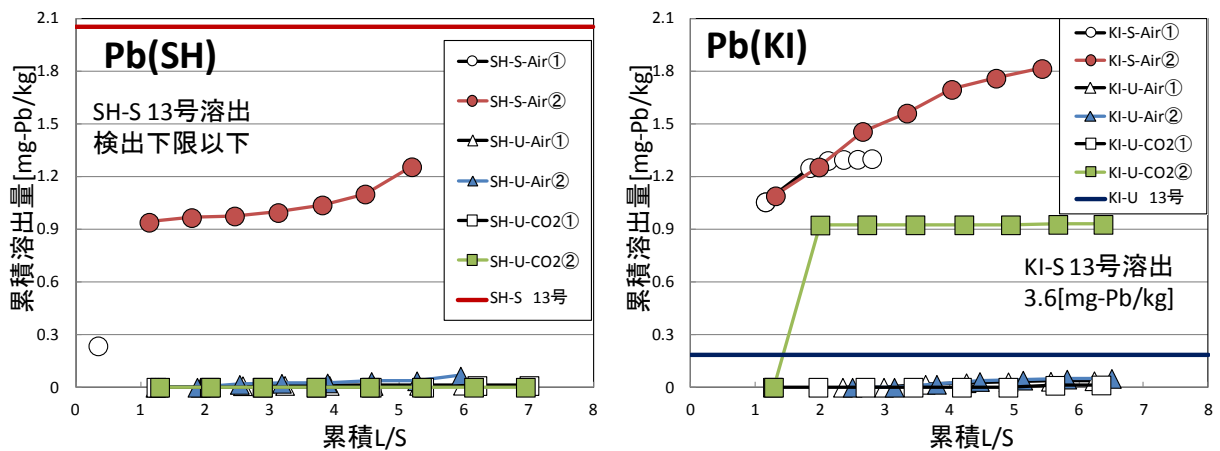 Pb(SH)
SH-S 13号溶出
検出下限以下
累積溶出量[mg-Pb/kg]
2.1
1.8
1.5
1.2
0.9
0.6
0.3
0
0 1 2 3 4 5 6 7 8
累積L/S
SH-S-Air①
SH-S-Air②
SH-U-Air①
SH-U-Air②
SH-U-CO2①
SH-U-CO2②
SH-S 13号
Pb(KI)
累積溶出量[mg-Pb/kg]
2.1
1.8
1.5
1.2
0.9
0.6
0.3
0
0 1 2 3 4 5 6 7 8
累積L/S
KI-S-Air①
KI-S-Air②
KI-U-Air①
KI-U-Air②
KI-U-CO2①
KI-U-CO2②
KI-U 13号
KI-S 13号溶出
3.6[mg-Pb/kg]